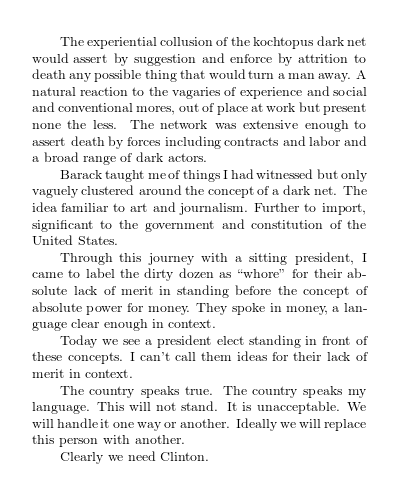 The experiential collusion of the kochtopus dark net
would assert by suggestion and enforce by attrition to
death any possible thing that would turn a man away. A
natural reaction to the vagaries of experience and social
and conventional mores, out of place at work but present
none the less. The network was extensive enough to
assert death by forces including contracts and labor and
a broad range of dark actors.
Barack taught me of things I had witnessed but only
vaguely clustered around the concept of a dark net. The
idea familiar to art and journalism. Further to import,
significant to the government and constitution of the
United States.
Through this journey with a sitting president, I
came to label the dirty dozen as “whore” for their ab-
solute lack of merit in standing before the concept of
absolute power for money. They spoke in money, a lan-
guage clear enough in context.
Today we see a president elect standing in front of
these concepts. I can't call them ideas for their lack of
merit in context.
The country speaks true. The country speaks my
language. This will not stand. It is unacceptable. We
will handle it one way or another. Ideally we will replace
this person with another.
Clearly we need Clinton.